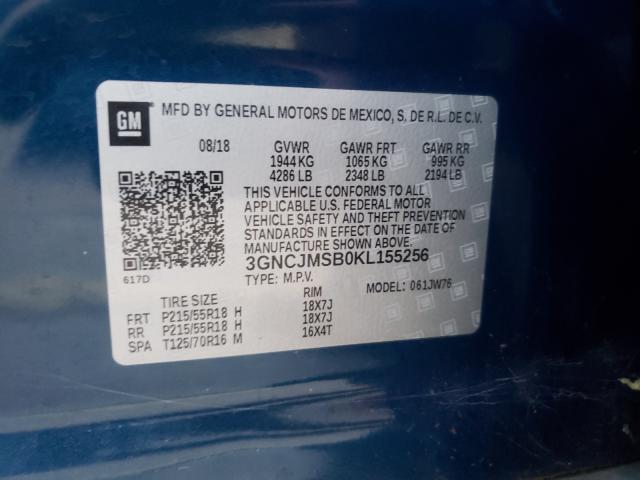 GM MFD BY GENERAL MOTORS DE MEXICO, S. DE R.L. DE C.V.
08/18 GVWR GAWR FRT GAWR RR
1944 KG 1065 KG 995 KG
4286 LB 2348 LB 2194 LB
THIS VEHICLE CONFORMS TO ALL
APPLICABLE U.S. FEDERAL MOTOR
VEHICLE SAFETY AND THEFT PREVENTION
STANDARDS IN EFFECT ON THE DATE OF
MANUFACTURE SHOWN ABOVE.
3GNCJMSB0KL155256
617D TYPE: M.P.V. MODEL: 061JW76
TIRE SIZE RIM
FRT P215/55R18 H 18X7J
RR P215/55R18 H 18X7J
SPA T125/70R16 M 16X4T